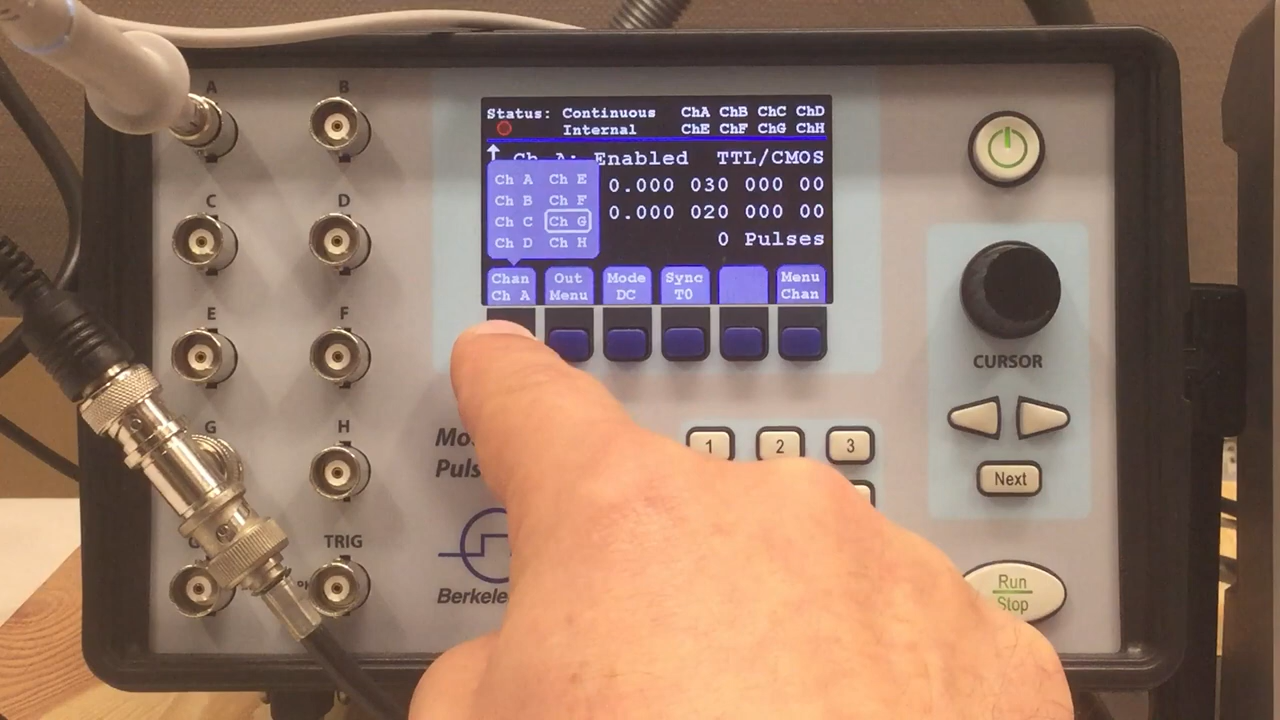 A
B
C
D
E
F
G
H
TRIG
Status: Continuous ChA ChB ChC ChD
Internal ChE ChF ChG ChH
Ch A: Enabled TTL/CMOS
Ch A Ch E
Ch B Ch F
Ch C Ch G
Ch D Ch H
0.000 030 000 00
0.000 020 000 00
0 Pulses
Chan Out Mode Sync Menu
Ch A Menu DC T0 Chan
1 2 3
CURSOR
Next
Run
Stop